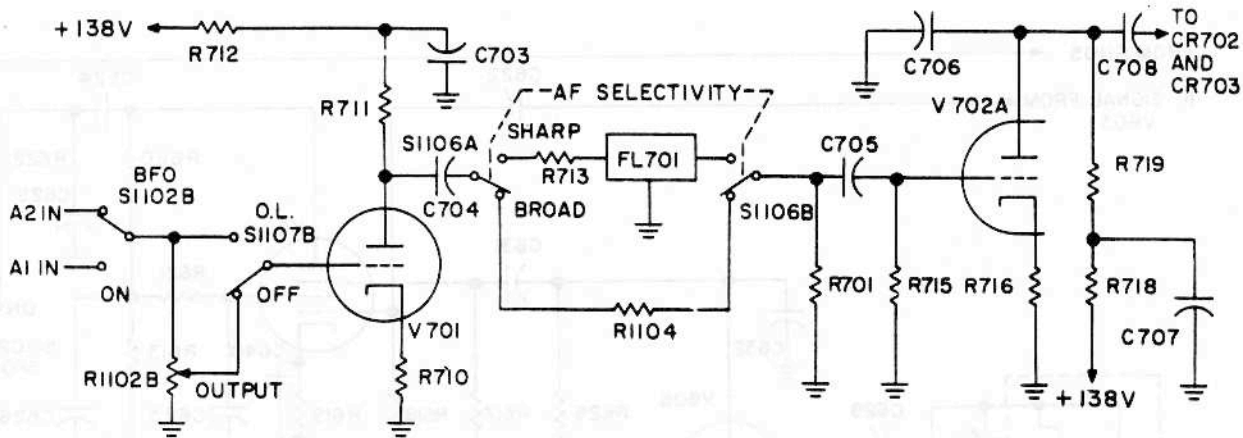 +138V
R712
C703
R711
AF SELECTIVITY
SHARP
S1106A
R713
FL701
C704
BROAD
S1106B
BFO
S1102B
A2 IN
O.L.
S1107B
A1 IN
ON
OFF
V701
R1102B
OUTPUT
R710
R1104
C705
R701
R715
C706
C708
TO
CR702
AND
CR703
V702A
R719
R716
R718
C707
+138V